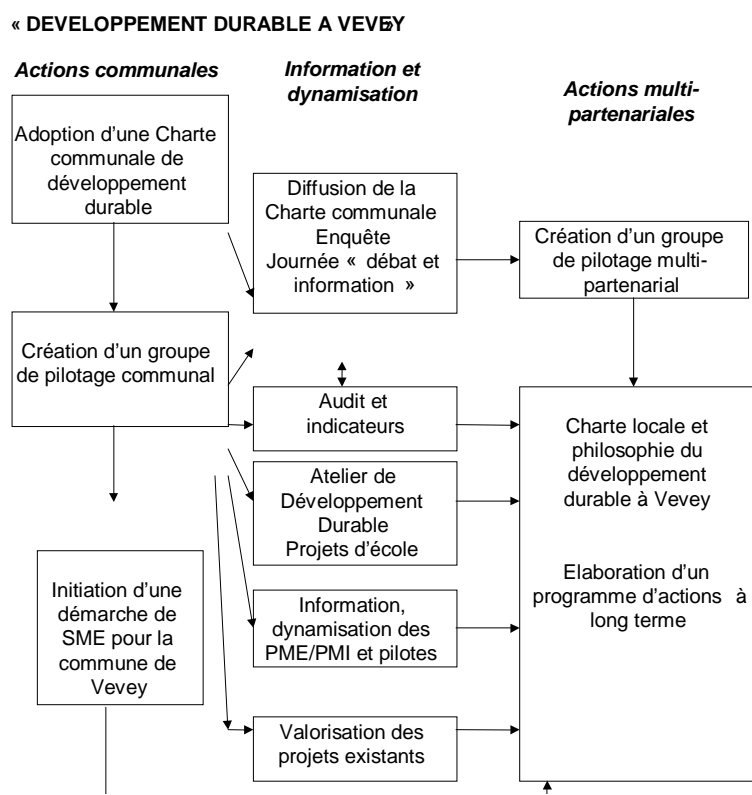 « DEVELOPPEMENT DURABLE A VEVEY»
Actions communales
Information et
dynamisation
Actions multi-
partenariales
Adoption d'une Charte
communale de
développement
durable
Diffusion de la
Charte communale
Enquête
Journée « débat et
information »
Création d'un groupe
de pilotage multi-
partenarial
Création d'un groupe
de pilotage communal
Audit et
indicateurs
Charte locale et
philosophie du
développement
durable à Vevey
Atelier de
Développement
Durable
Projets d'école
Elaboration d'un
programme d'actions à
long terme
Initiation d'une
démarche de
SME pour la
commune de
Vevey
Information,
dynamisation des
PME/PMI et pilotes
Valorisation des
projets existants